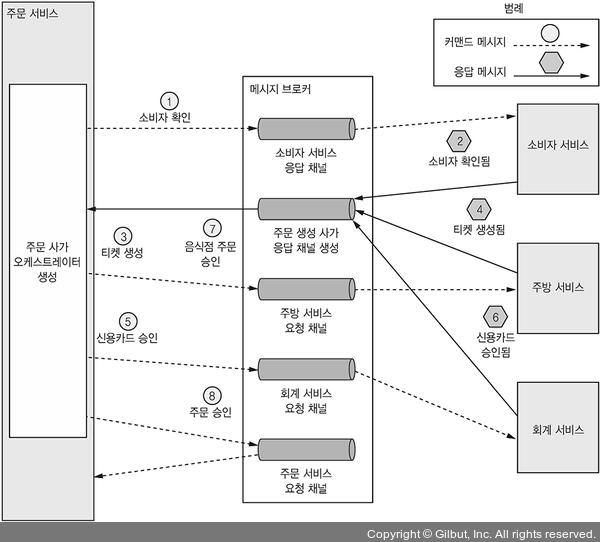 주문 서비스
범례
커맨드 메시지
응답 메시지
메시지 브로커
1
소비자 확인
소비자 서비스
응답 채널
2
소비자 확인됨
소비자 서비스
주문 사가
오케스트레이터
생성
3
티켓 생성
7
음식점 주문
승인
주문 생성 사가
응답 채널 생성
4
티켓 생성됨
주방 서비스
요청 채널
주방 서비스
5
신용카드 승인
6
신용카드
승인됨
회계 서비스
요청 채널
회계 서비스
8
주문 승인
주문 서비스
요청 채널
Copyright © Gilbut, Inc. All rights reserved.